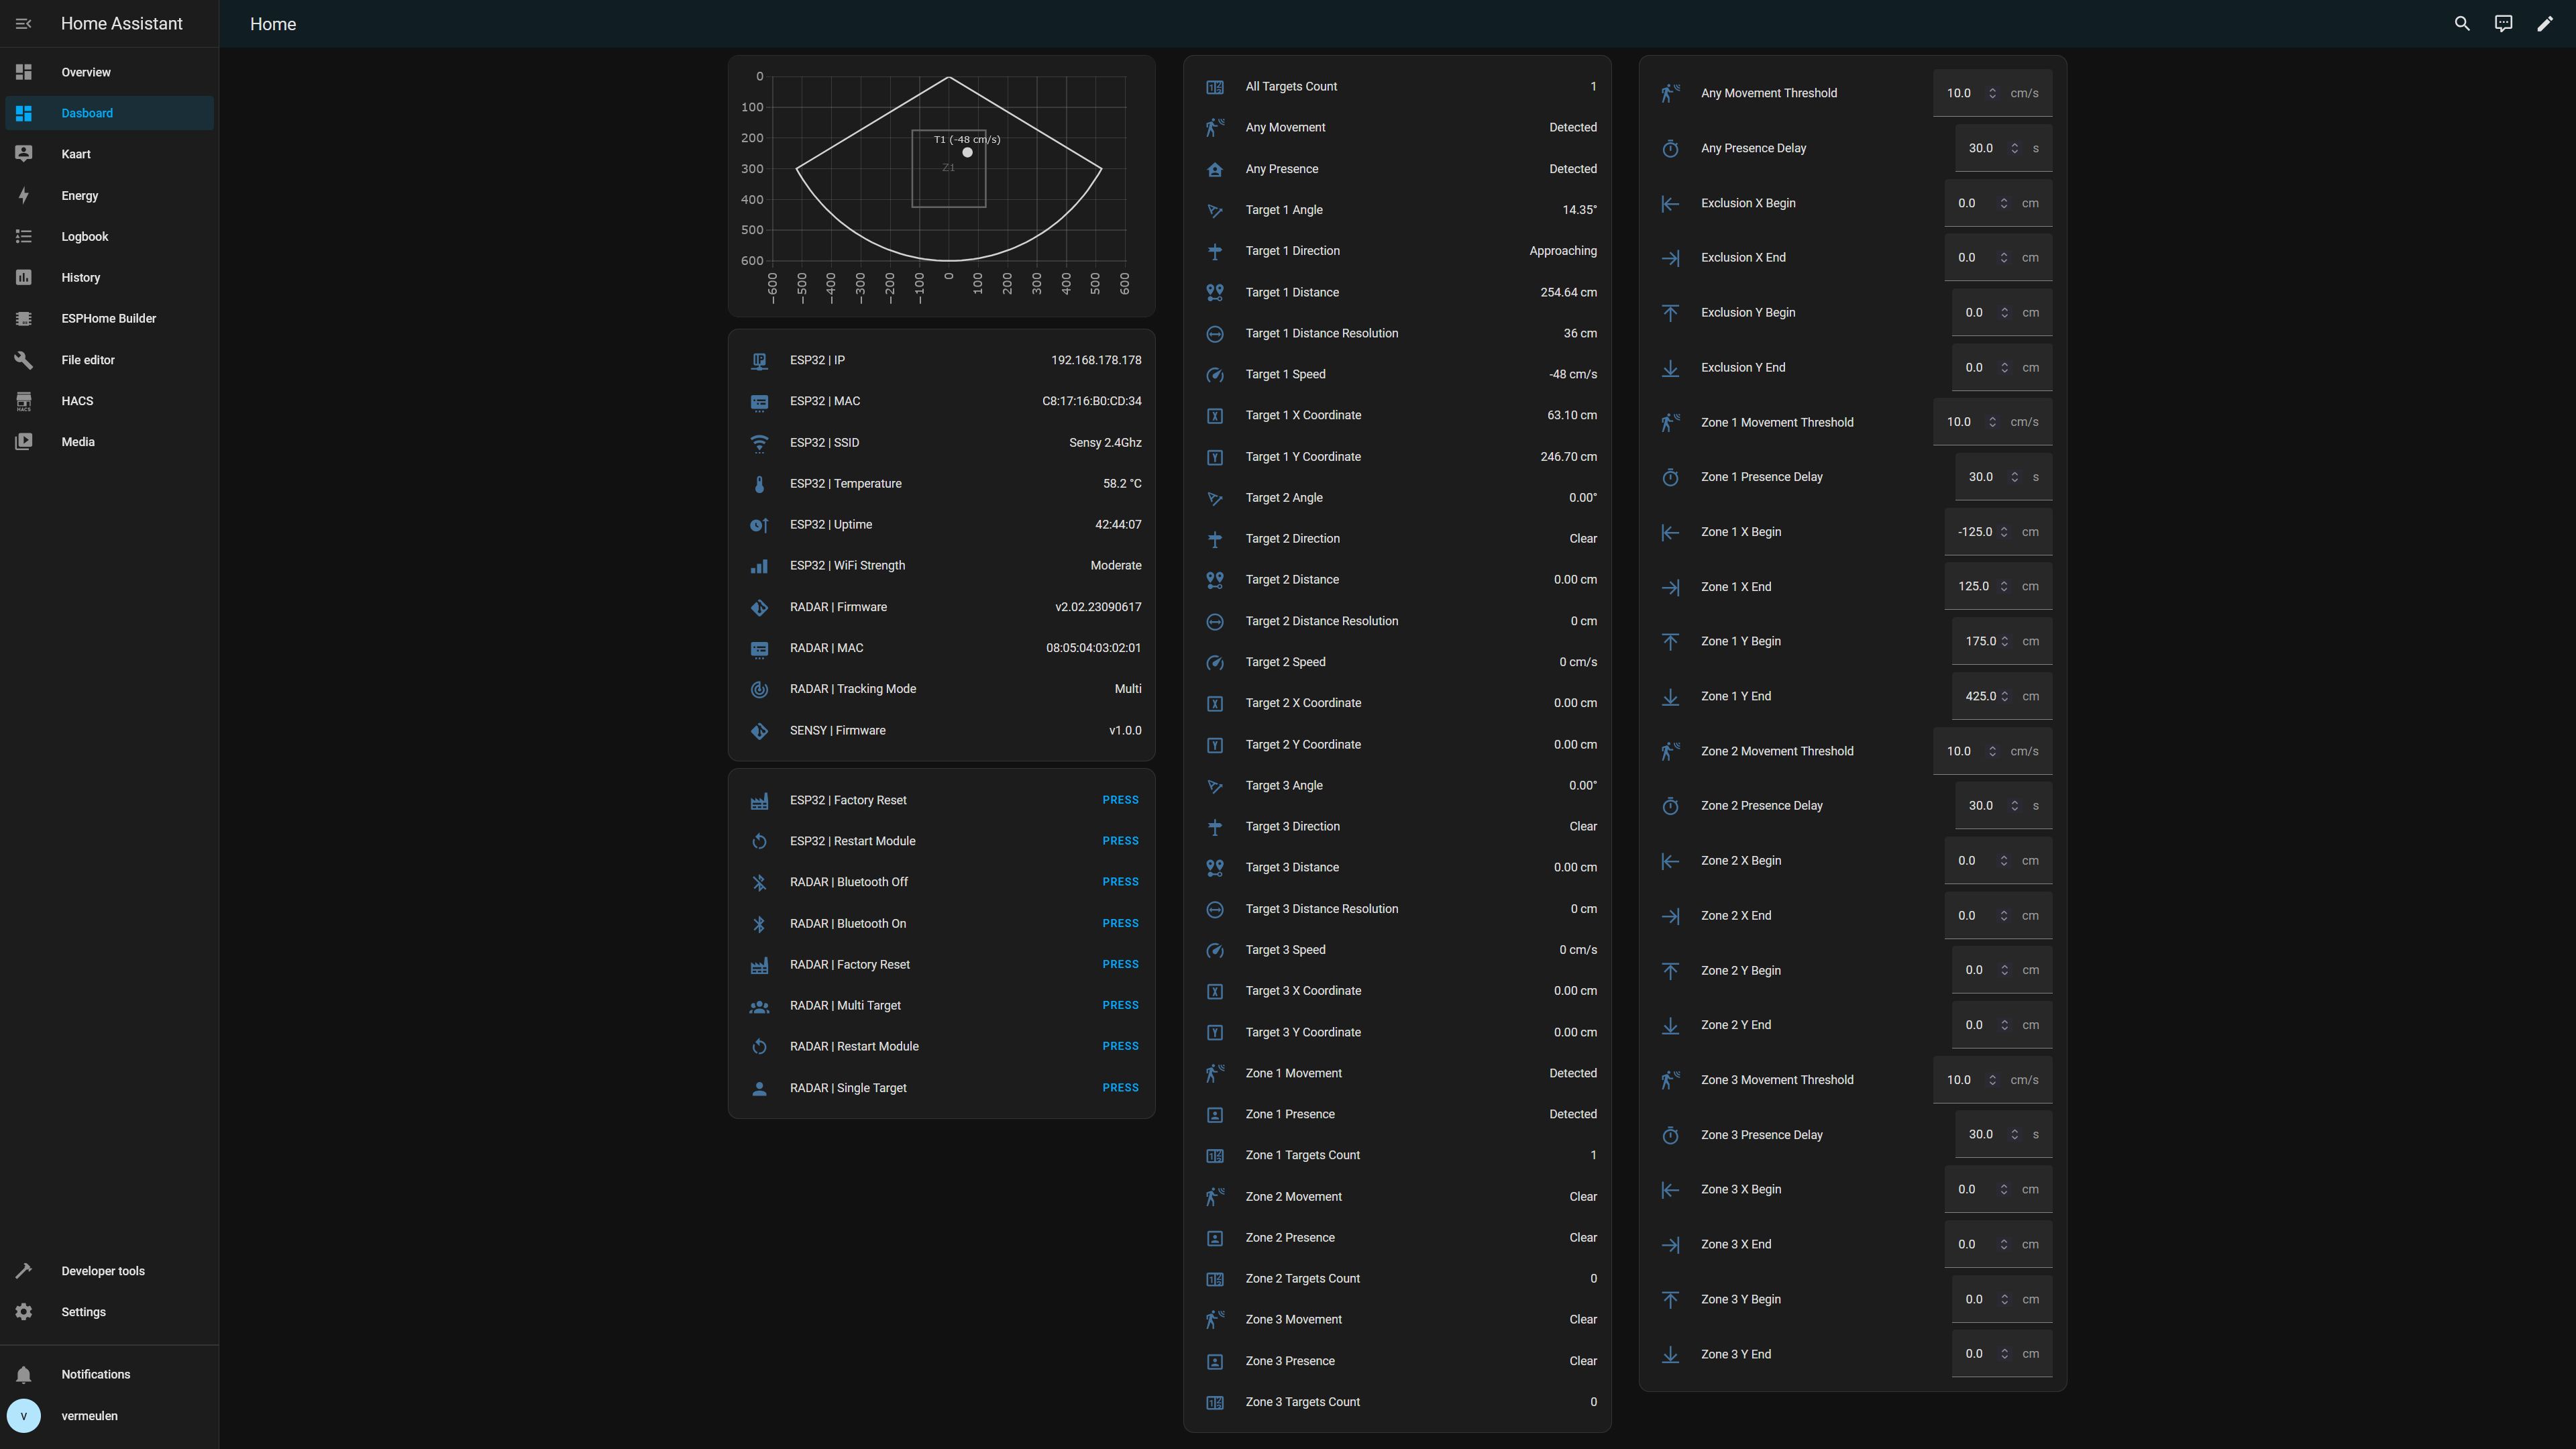 Home Assistant
Overview
Dasboard
Kaart
Energy
Logbook
History
ESPHome Builder
File editor
HACS
HACS
Media
Developer tools
Settings
Notifications
V vermeulen
Home
0
100
200
300
400
500
600
T1 (-48 cm/s)
Z1
−600 −500 −400 −300 −200 −100 0 100 200 300 400 500 600
ESP32 | IP 192.168.178.178
ESP32 | MAC C8:17:16:B0:CD:34
ESP32 | SSID Sensy 2.4Ghz
ESP32 | Temperature 58.2 °C
ESP32 | Uptime 42:44:07
ESP32 | WiFi Strength Moderate
RADAR | Firmware v2.02.23090617
RADAR | MAC 08:05:04:03:02:01
RADAR | Tracking Mode Multi
SENSY | Firmware v1.0.0
ESP32 | Factory Reset PRESS
ESP32 | Restart Module PRESS
RADAR | Bluetooth Off PRESS
RADAR | Bluetooth On PRESS
RADAR | Factory Reset PRESS
RADAR | Multi Target PRESS
RADAR | Restart Module PRESS
RADAR | Single Target PRESS
All Targets Count 1
Any Movement Detected
Any Presence Detected
Target 1 Angle 14.35°
Target 1 Direction Approaching
Target 1 Distance 254.64 cm
Target 1 Distance Resolution 36 cm
Target 1 Speed -48 cm/s
Target 1 X Coordinate 63.10 cm
Target 1 Y Coordinate 246.70 cm
Target 2 Angle 0.00°
Target 2 Direction Clear
Target 2 Distance 0.00 cm
Target 2 Distance Resolution 0 cm
Target 2 Speed 0 cm/s
Target 2 X Coordinate 0.00 cm
Target 2 Y Coordinate 0.00 cm
Target 3 Angle 0.00°
Target 3 Direction Clear
Target 3 Distance 0.00 cm
Target 3 Distance Resolution 0 cm
Target 3 Speed 0 cm/s
Target 3 X Coordinate 0.00 cm
Target 3 Y Coordinate 0.00 cm
Zone 1 Movement Detected
Zone 1 Presence Detected
Zone 1 Targets Count 1
Zone 2 Movement Clear
Zone 2 Presence Clear
Zone 2 Targets Count 0
Zone 3 Movement Clear
Zone 3 Presence Clear
Zone 3 Targets Count 0
Any Movement Threshold 10.0 cm/s
Any Presence Delay 30.0 s
Exclusion X Begin 0.0 cm
Exclusion X End 0.0 cm
Exclusion Y Begin 0.0 cm
Exclusion Y End 0.0 cm
Zone 1 Movement Threshold 10.0 cm/s
Zone 1 Presence Delay 30.0 s
Zone 1 X Begin -125.0 cm
Zone 1 X End 125.0 cm
Zone 1 Y Begin 175.0 cm
Zone 1 Y End 425.0 cm
Zone 2 Movement Threshold 10.0 cm/s
Zone 2 Presence Delay 30.0 s
Zone 2 X Begin 0.0 cm
Zone 2 X End 0.0 cm
Zone 2 Y Begin 0.0 cm
Zone 2 Y End 0.0 cm
Zone 3 Movement Threshold 10.0 cm/s
Zone 3 Presence Delay 30.0 s
Zone 3 X Begin 0.0 cm
Zone 3 X End 0.0 cm
Zone 3 Y Begin 0.0 cm
Zone 3 Y End 0.0 cm